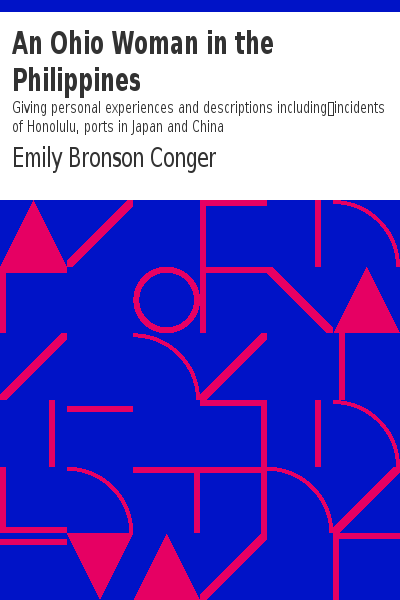 An Ohio Woman in the
Philippines
Giving personal experiences and descriptions including▯incidents
of Honolulu, ports in Japan and China
Emily Bronson Conger